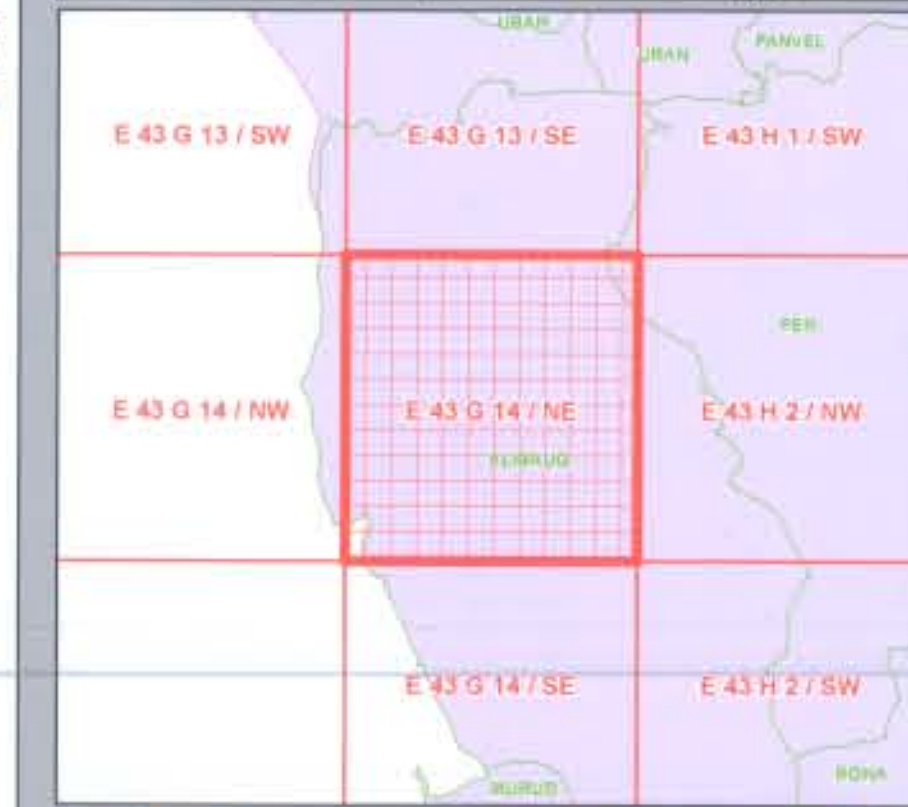 URAN
URAN
PANVEL
E 43 G 13 / SW
E 43 G 13 / SE
E 43 H 1 / SW
PEN
E 43 G 14 / NW
E 43 G 14 / NE
E 43 H 2 / NW
ALIBAUG
E 43 G 14 / SE
E 43 H 2 / SW
MURUD
ROHA